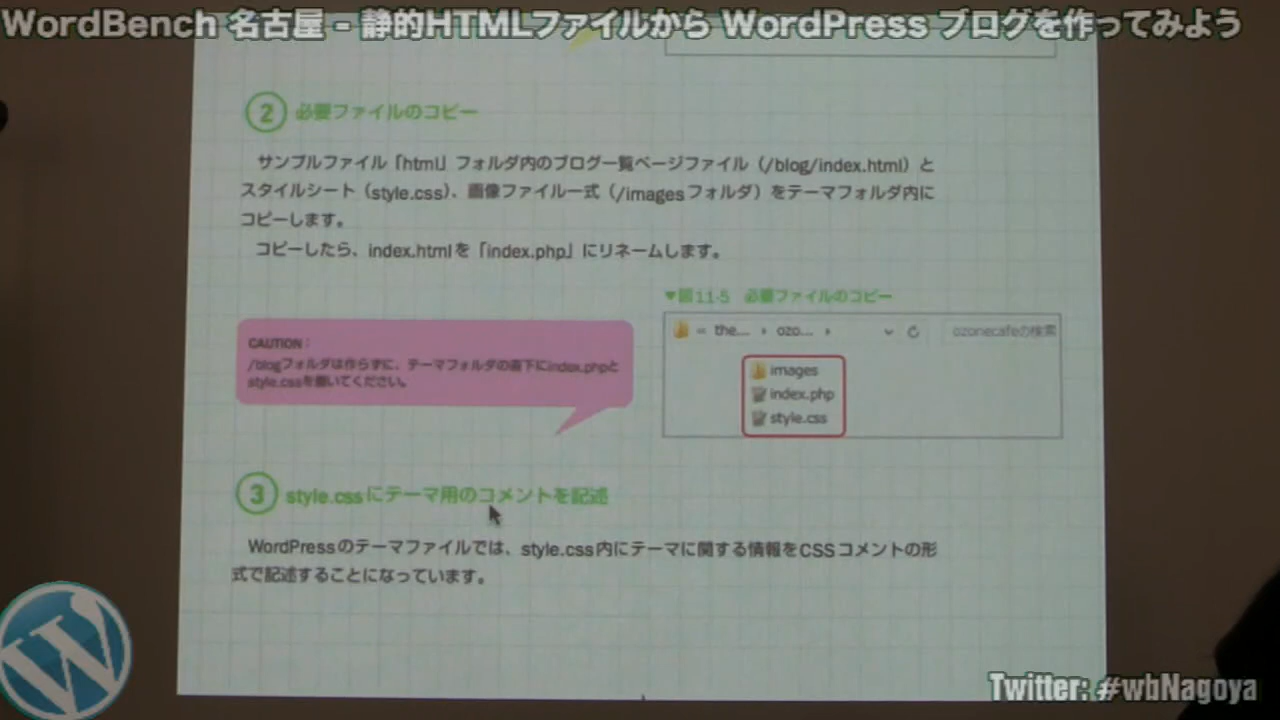 WordBench 名古屋 - 静的HTMLファイルから WordPress ブログを作ってみよう
2 必要ファイルのコピー
サンプルファイル「html」フォルダ内のブログ一覧ページファイル（/blog/index.html）と
スタイルシート（style.css）、画像ファイル一式（/imagesフォルダ）をテーマフォルダ内に
コピーします。
コピーしたら、index.htmlを「index.php」にリネームします。
▼図11-5 必要ファイルのコピー
« the... › ozo... › ozonecafeの検索
images
index.php
style.css
CAUTION：
/blogフォルダは作らずに、テーマフォルダの直下にindex.phpと
style.cssを置いてください。
3 style.cssにテーマ用のコメントを記述
WordPressのテーマファイルでは、style.css内にテーマに関する情報をCSSコメントの形
式で記述することになっています。
W
Twitter: #wbNagoya